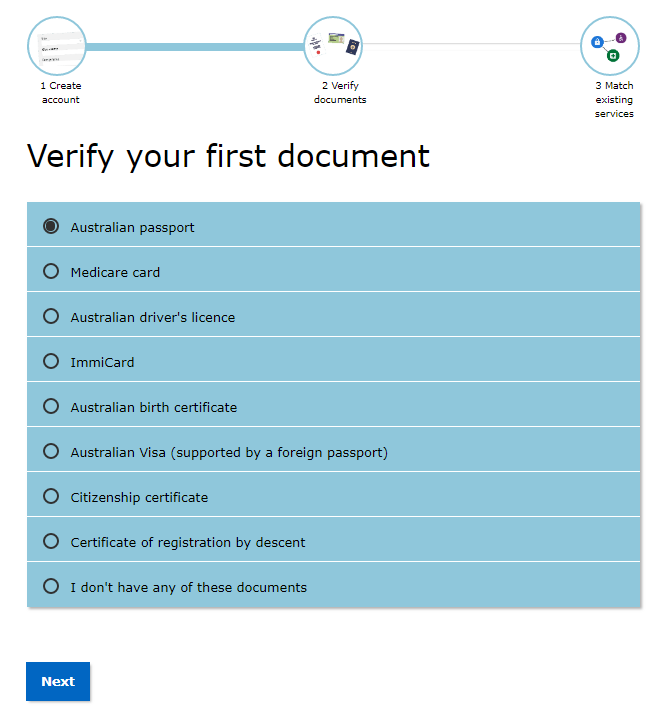 1 Create
account
2 Verify
documents
3 Match
existing
services
Verify your first document
Australian passport
Medicare card
Australian driver's licence
ImmiCard
Australian birth certificate
Australian Visa (supported by a foreign passport)
Citizenship certificate
Certificate of registration by descent
I don't have any of these documents
Next